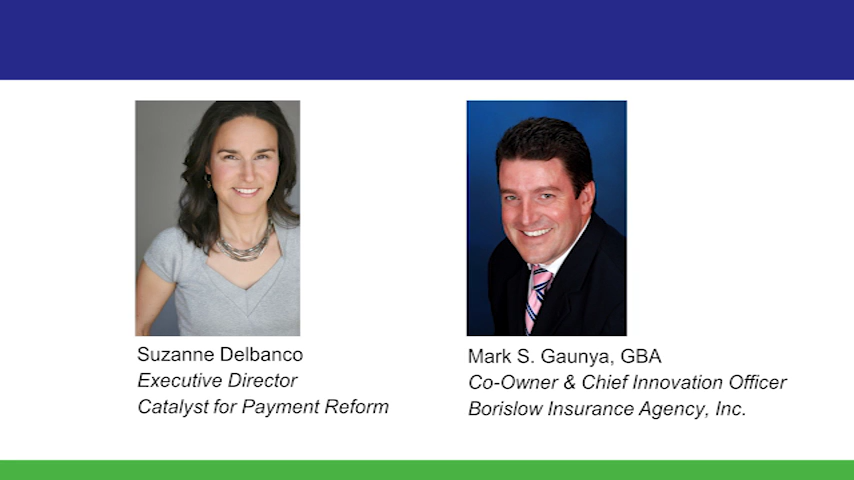 Suzanne Delbanco
Executive Director
Catalyst for Payment Reform
Mark S. Gaunya, GBA
Co-Owner & Chief Innovation Officer
Borislow Insurance Agency, Inc.